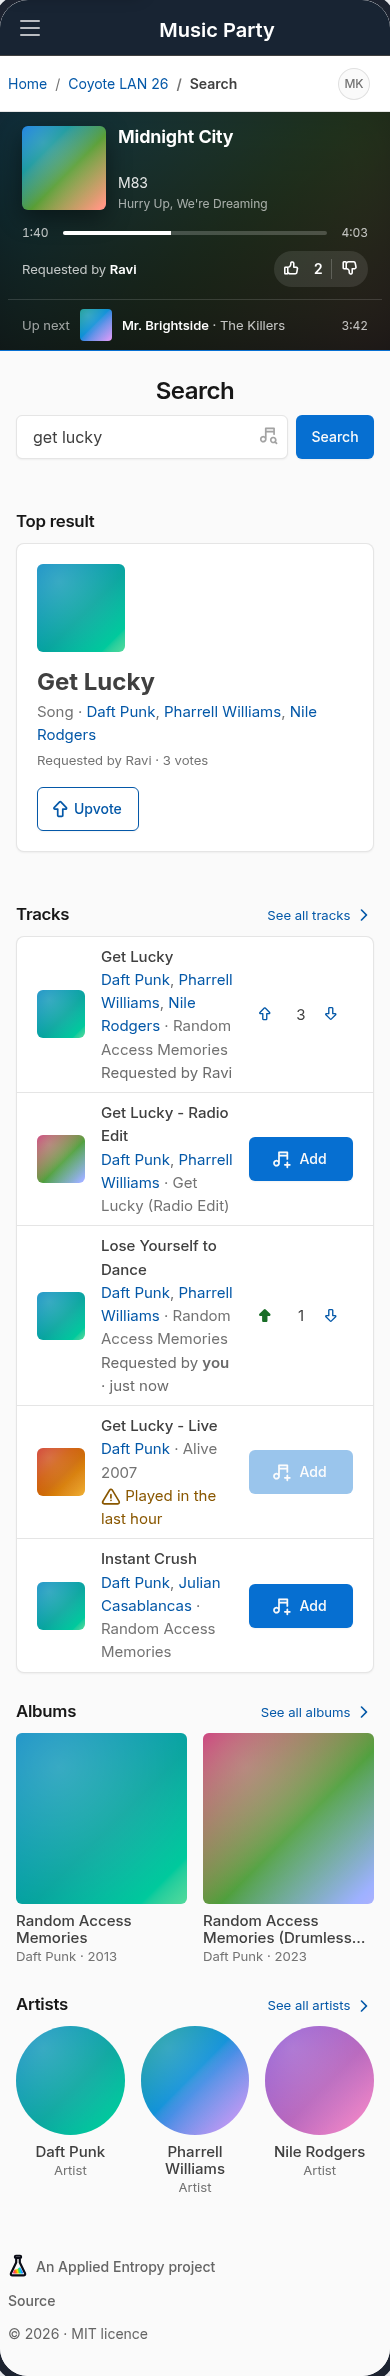 Music Party
Home / Coyote LAN 26 / Search
MK
Midnight City
M83
Hurry Up, We're Dreaming
1:40
4:03
Requested by Ravi
2
Up next
Mr. Brightside · The Killers
3:42
Search
get lucky
Search
Top result
Get Lucky
Song · Daft Punk, Pharrell Williams, Nile
Rodgers
Requested by Ravi · 3 votes
Upvote
Tracks
See all tracks
Get Lucky
Daft Punk, Pharrell
Williams, Nile
Rodgers · Random
Access Memories
Requested by Ravi
3
Get Lucky - Radio
Edit
Daft Punk, Pharrell
Williams · Get
Lucky (Radio Edit)
Add
Lose Yourself to
Dance
Daft Punk, Pharrell
Williams · Random
Access Memories
Requested by you
· just now
1
Get Lucky - Live
Daft Punk · Alive
2007
Played in the
last hour
Add
Instant Crush
Daft Punk, Julian
Casablancas ·
Random Access
Memories
Add
Albums
See all albums
Random Access
Memories
Daft Punk · 2013
Random Access
Memories (Drumless...
Daft Punk · 2023
Artists
See all artists
Daft Punk
Artist
Pharrell
Williams
Artist
Nile Rodgers
Artist
An Applied Entropy project
Source
© 2026 · MIT licence